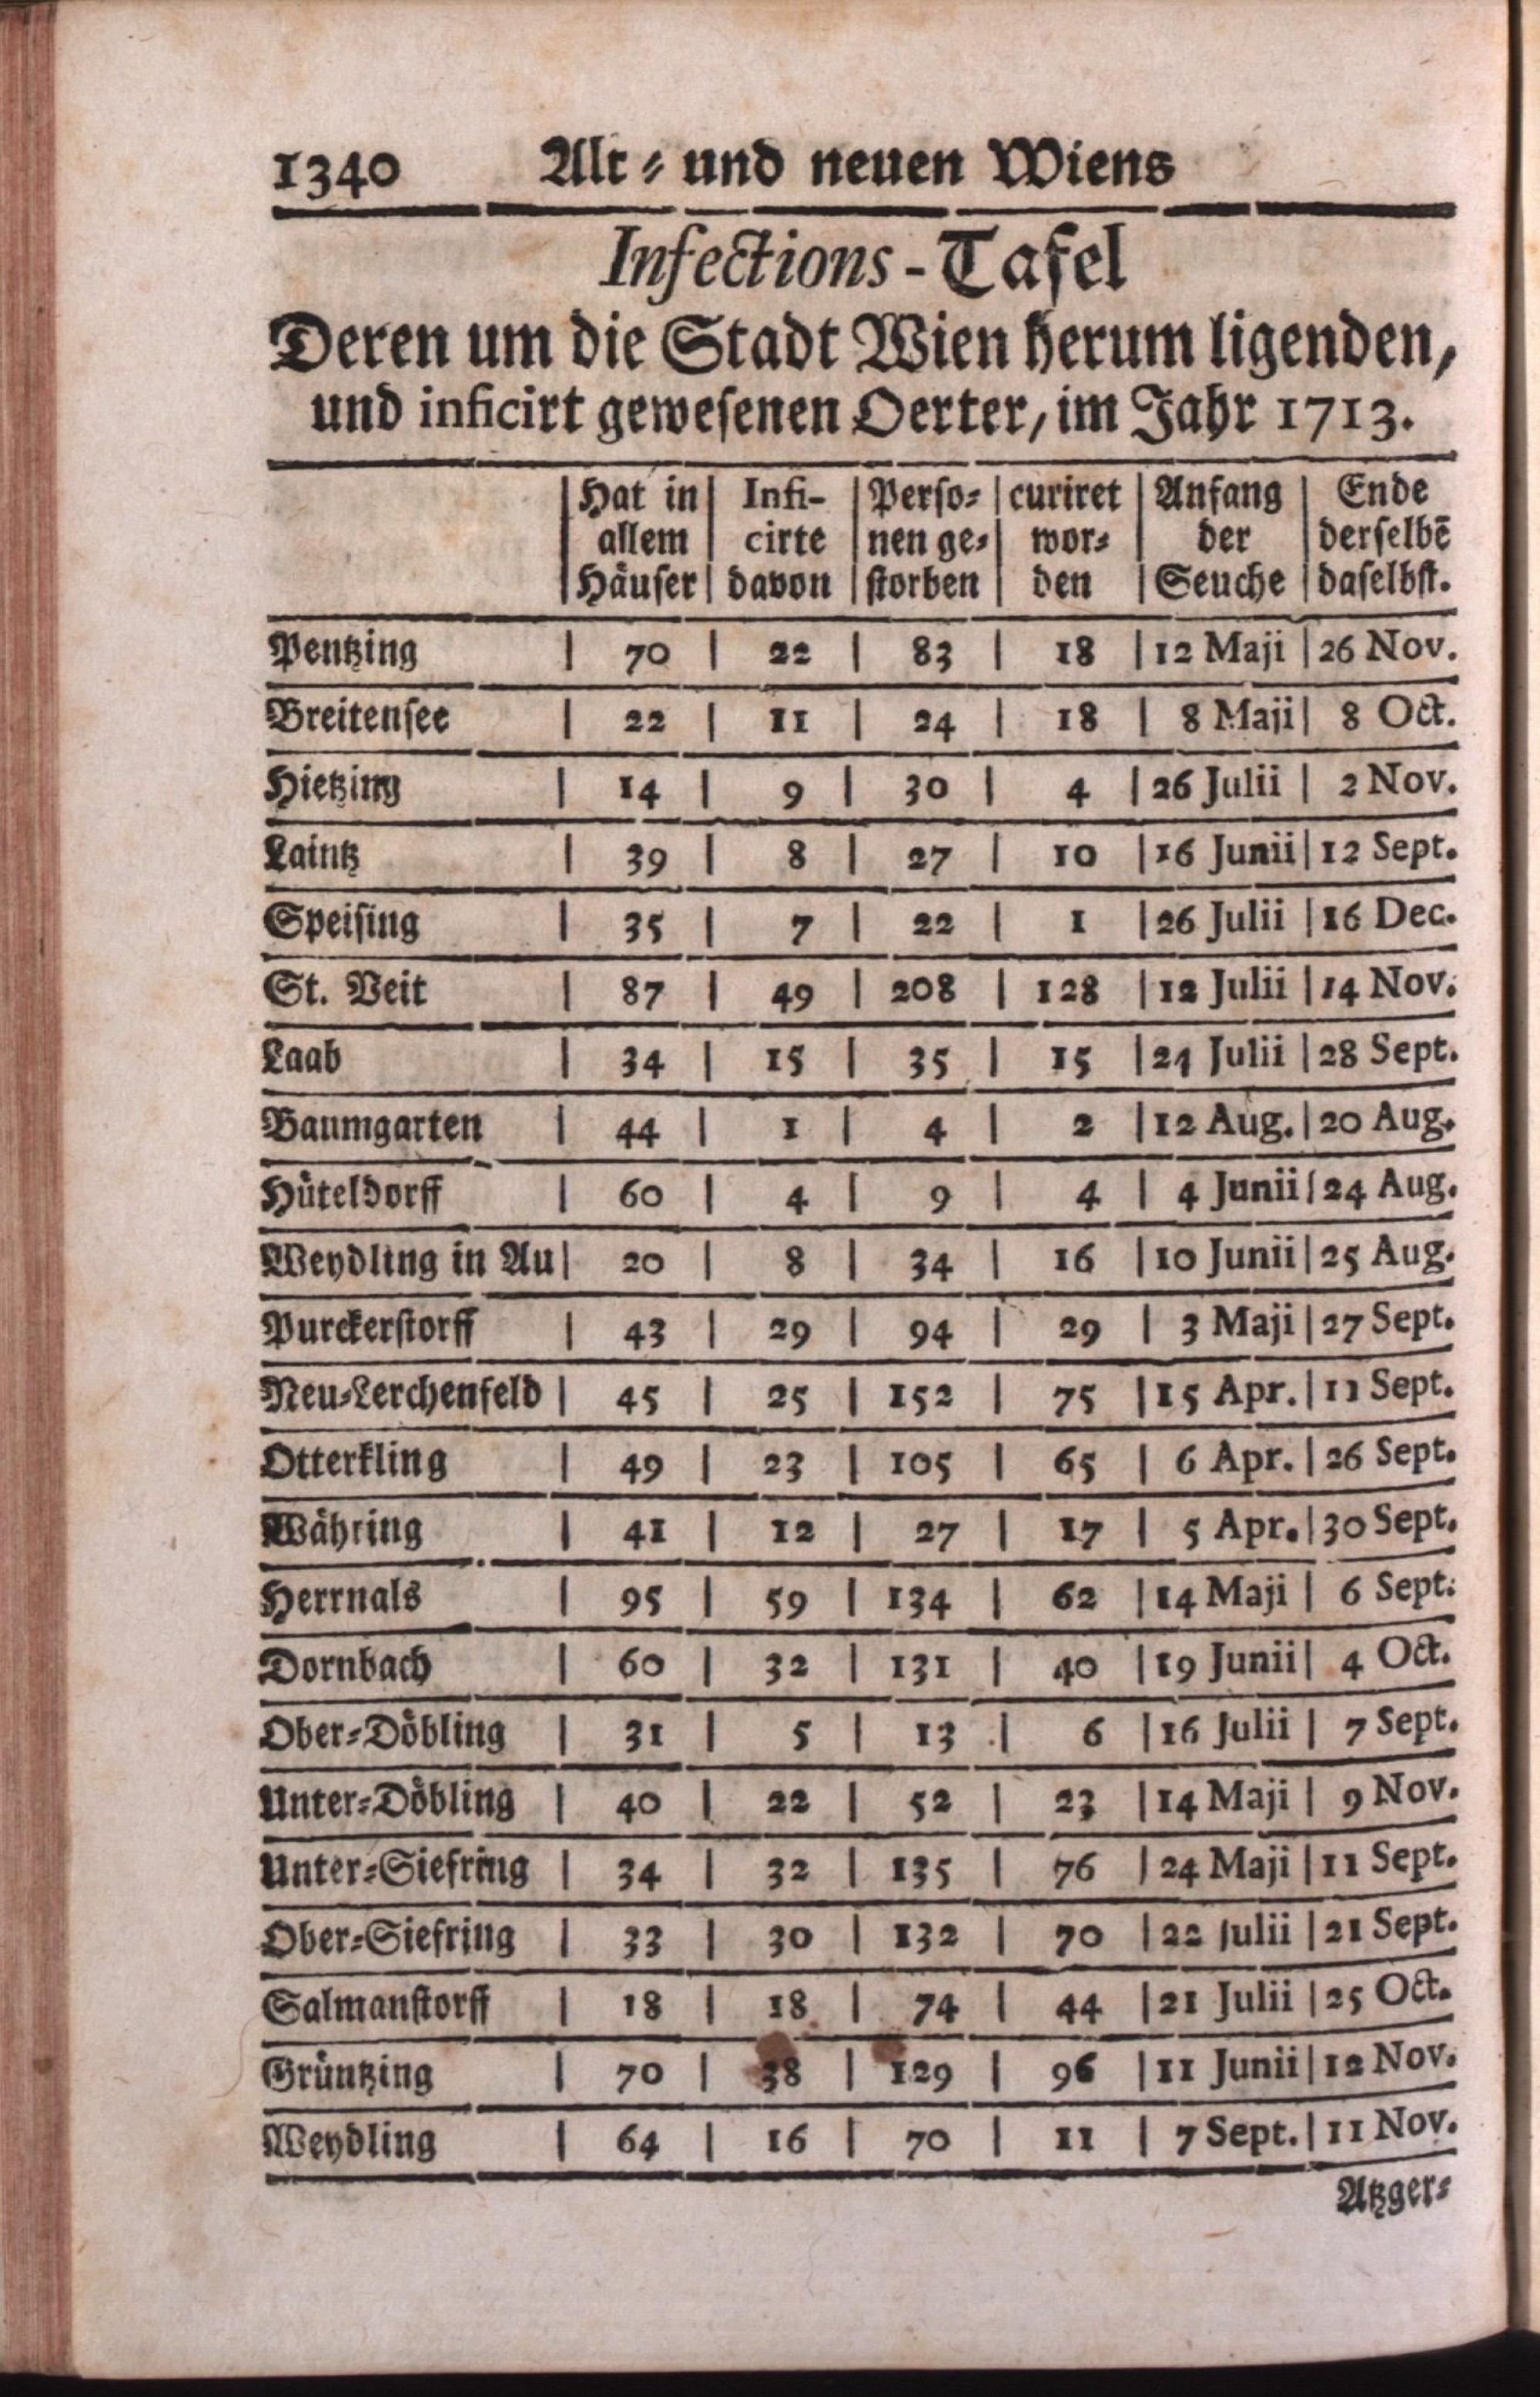 1340 Alt- und neuen Wiens
Infections-Tafel
Deren um die Stadt Wien herum ligenden,
und inficirt gewesenen Oerter, im Jahr 1713.
| Hat in | Infi- | Perso- | curiret | Anfang | Ende
| allem | cirte | nen ge- | wor- | der | derselbē
| Häuser | davon | storben | den | Seuche | daselbst.
Pentzing | 70 | 22 | 83 | 18 | 12 Maji | 26 Nov.
Breitensee | 22 | 11 | 24 | 18 | 8 Maji | 8 Oct.
Hietzing | 14 | 9 | 30 | 4 | 26 Julii | 2 Nov.
Laintz | 39 | 8 | 27 | 10 | 16 Junii | 12 Sept.
Speising | 35 | 7 | 22 | 1 | 26 Julii | 16 Dec.
St. Veit | 87 | 49 | 208 | 128 | 12 Julii | 14 Nov.
Laab | 34 | 15 | 35 | 15 | 24 Julii | 28 Sept.
Baumgarten | 44 | 1 | 4 | 2 | 12 Aug. | 20 Aug.
Hüteldorff | 60 | 4 | 9 | 4 | 4 Junii | 24 Aug.
Weydling in Au | 20 | 8 | 34 | 16 | 10 Junii | 25 Aug.
Purckerstorff | 43 | 29 | 94 | 29 | 3 Maji | 27 Sept.
Neu-Lerchenfeld | 45 | 25 | 152 | 75 | 15 Apr. | 11 Sept.
Otterkling | 49 | 23 | 105 | 65 | 6 Apr. | 26 Sept.
Währing | 41 | 12 | 27 | 17 | 5 Apr. | 30 Sept.
Herrnals | 95 | 59 | 134 | 62 | 14 Maji | 6 Sept.
Dornbach | 60 | 32 | 131 | 40 | 19 Junii | 4 Oct.
Ober-Döbling | 31 | 5 | 13 | 6 | 16 Julii | 7 Sept.
Unter-Döbling | 40 | 22 | 52 | 23 | 14 Maji | 9 Nov.
Unter-Siefring | 34 | 32 | 135 | 76 | 24 Maji | 11 Sept.
Ober-Siefring | 33 | 30 | 132 | 70 | 22 Julii | 21 Sept.
Salmanstorff | 18 | 18 | 74 | 44 | 21 Julii | 25 Oct.
Grüntzing | 70 | 38 | 129 | 96 | 11 Junii | 12 Nov.
Weydling | 64 | 16 | 70 | 11 | 7 Sept. | 11 Nov.
Atzger-